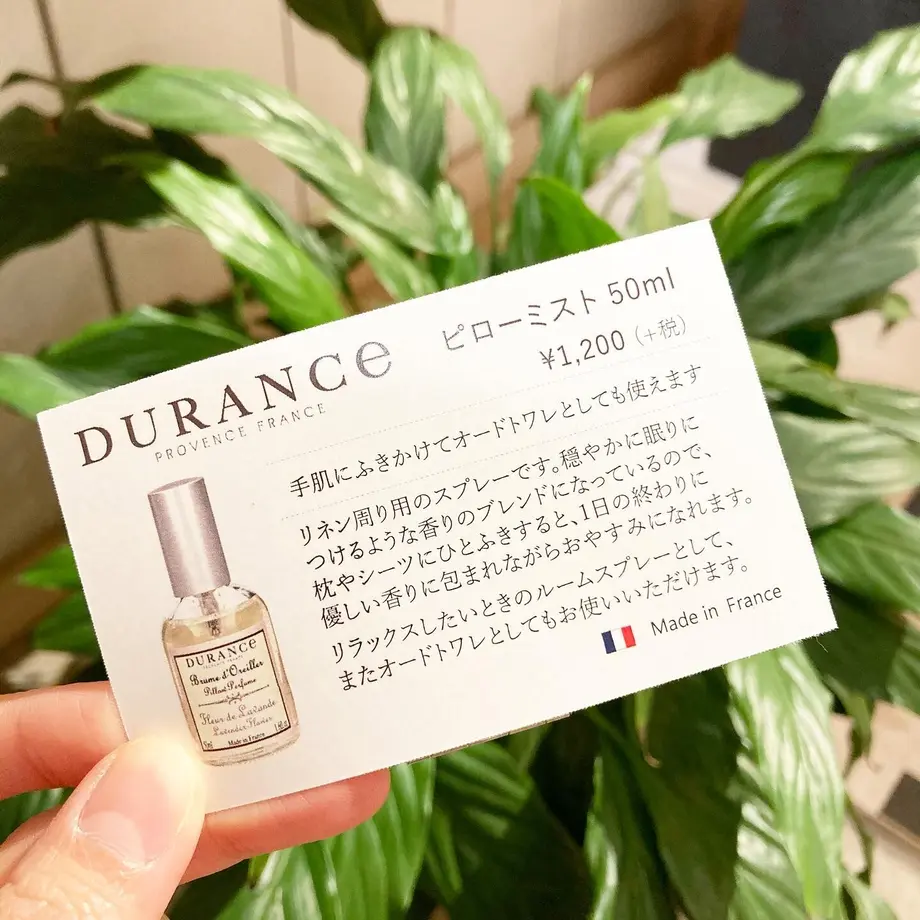 DURANCE
PROVENCE FRANCE
ピローミスト 50ml
¥1,200（+税）
手肌にふきかけてオードトワレとしても使えます
リネン周り用のスプレーです。穏やかに眠りに
つけるような香りのブレンドになっているので、
枕やシーツにひとふきすると、1日の終わりに
優しい香りに包まれながらおやすみになれます。
リラックスしたいときのルームスプレーとして、
またオードトワレとしてもお使いいただけます。
Made in France
DURANCE
PROVENCE FRANCE
Brume d'Oreiller
Pillow Perfume
Fleur de Lavande
Lavender Flower
Made in France